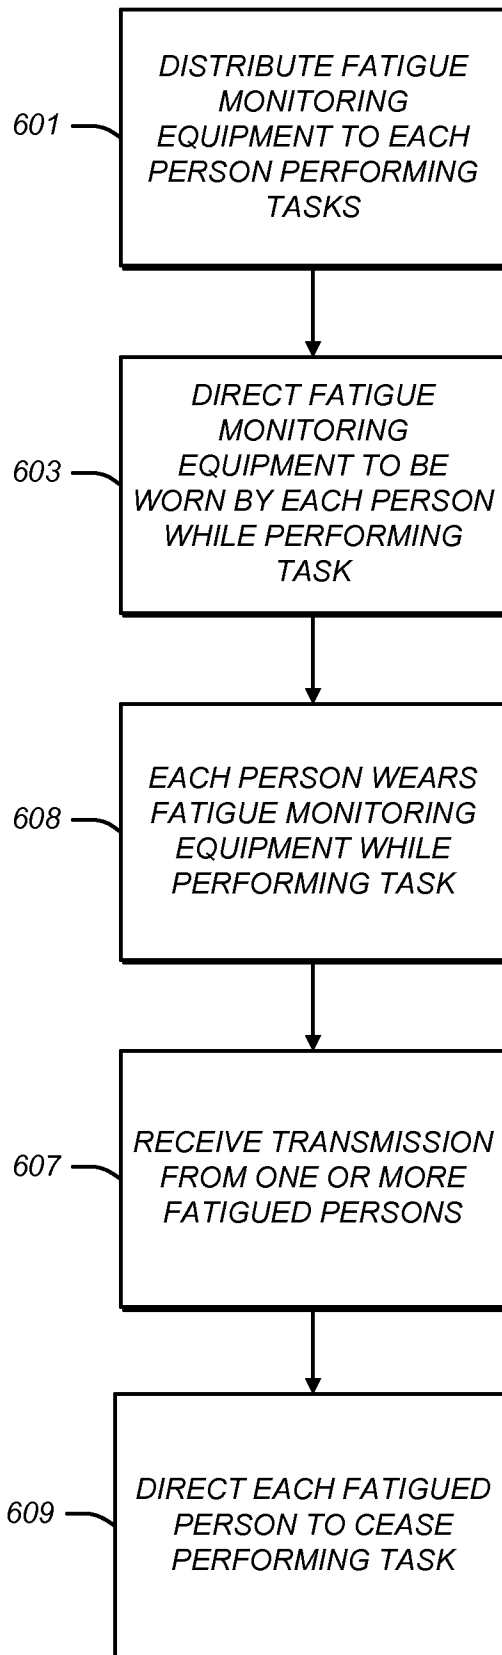 601
DISTRIBUTE FATIGUE
MONITORING
EQUIPMENT TO EACH
PERSON PERFORMING
TASKS
603
DIRECT FATIGUE
MONITORING
EQUIPMENT TO BE
WORN BY EACH PERSON
WHILE PERFORMING
TASK
608
EACH PERSON WEARS
FATIGUE MONITORING
EQUIPMENT WHILE
PERFORMING TASK
607
RECEIVE TRANSMISSION
FROM ONE OR MORE
FATIGUED PERSONS
609
DIRECT EACH FATIGUED
PERSON TO CEASE
PERFORMING TASK